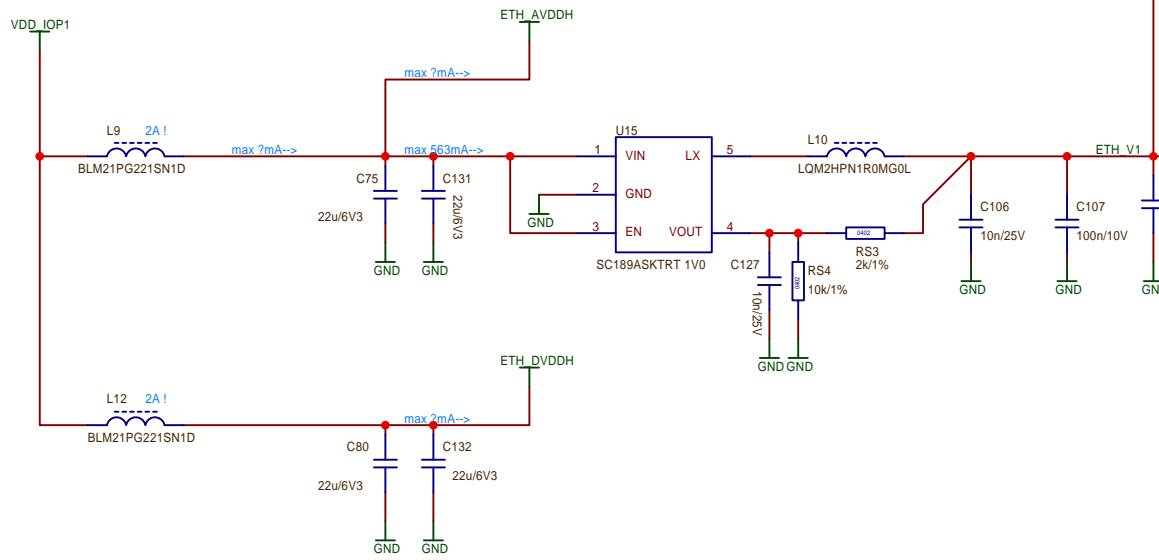 ETH_AVDDH
VDD_IOP1
max ?mA-->
L9 2A !
BLM21PG221SN1D
max ?mA-->
max 563mA-->
C75
22u/6V3
GND
C131
22u/6V3
GND
U15
1 VIN LX 5
2 GND
3 EN VOUT 4
GND
SC189ASKTRT 1V0
L10
LQM2HPN1R0MG0L
ETH_V1
C127
10n/25V
GND
0402
RS4
10k/1%
GND
0402
RS3
2k/1%
C106
10n/25V
GND
C107
100n/10V
GND
GN
ETH_DVDDH
L12 2A !
BLM21PG221SN1D
max ?mA-->
C80
22u/6V3
GND
C132
22u/6V3
GND